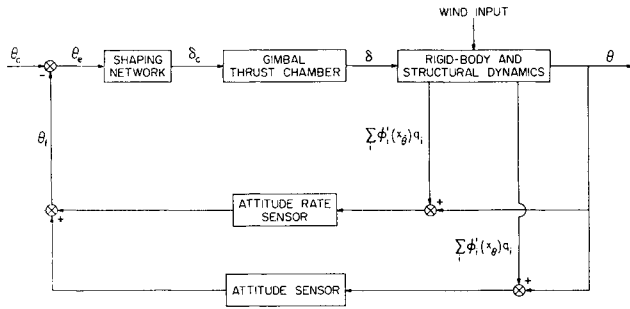 WIND INPUT
θc
θe
SHAPING
NETWORK
δc
GIMBAL
THRUST CHAMBER
δ
RIGID-BODY AND
STRUCTURAL DYNAMICS
θ
-
θf
∑i ϕ'i(xθ)qi
ATTITUDE RATE
SENSOR
+
+
∑i ϕ'i(xθ)qi
ATTITUDE SENSOR
+